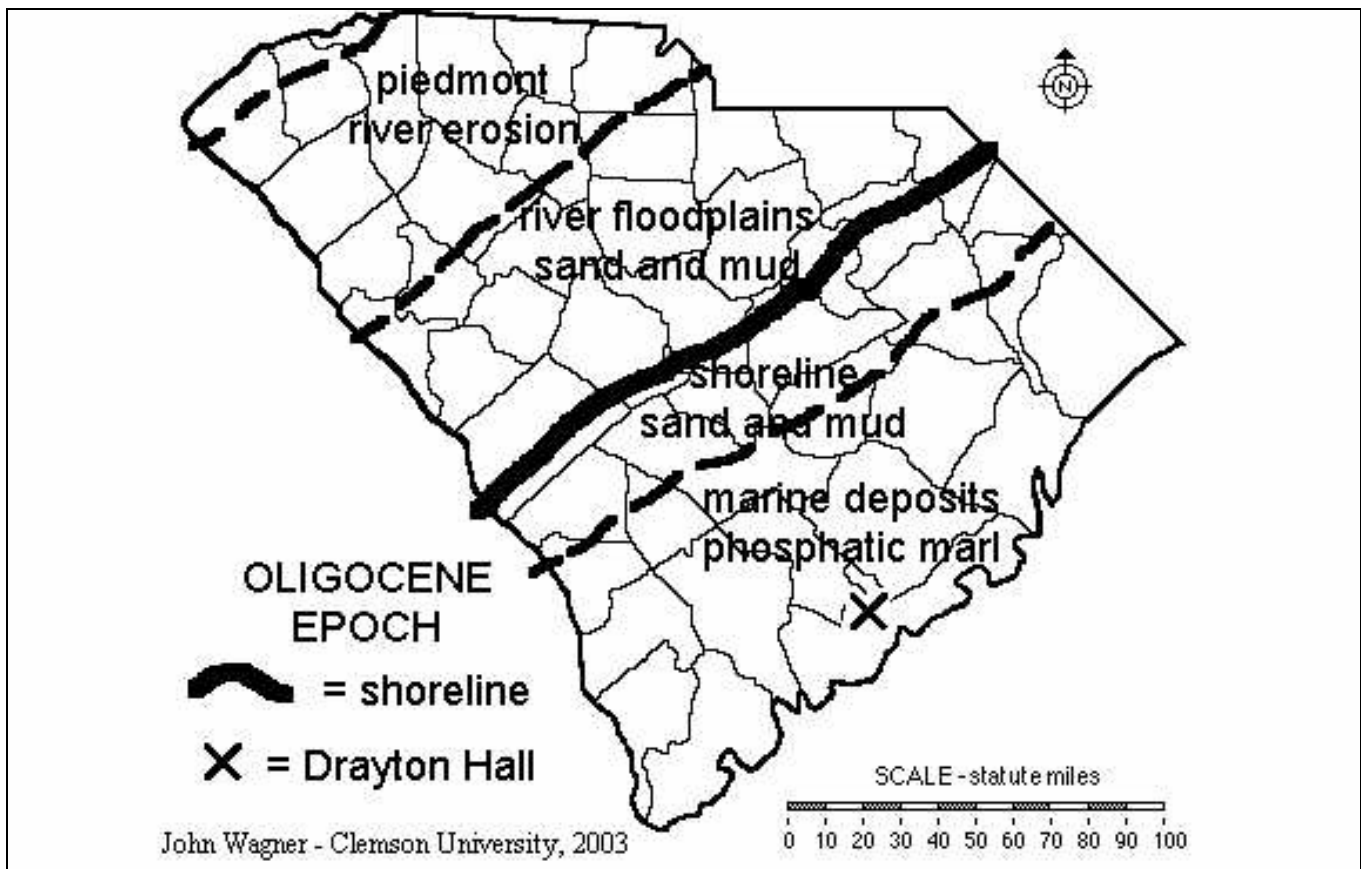 piedmont
river erosion
N
river floodplains
sand and mud
shoreline
sand and mud
marine deposits
phosphatic marl
OLIGOCENE
EPOCH
= shoreline
= Drayton Hall
SCALE - statute miles
0 10 20 30 40 50 60 70 80 90 100
John Wagner - Clemson University, 2003